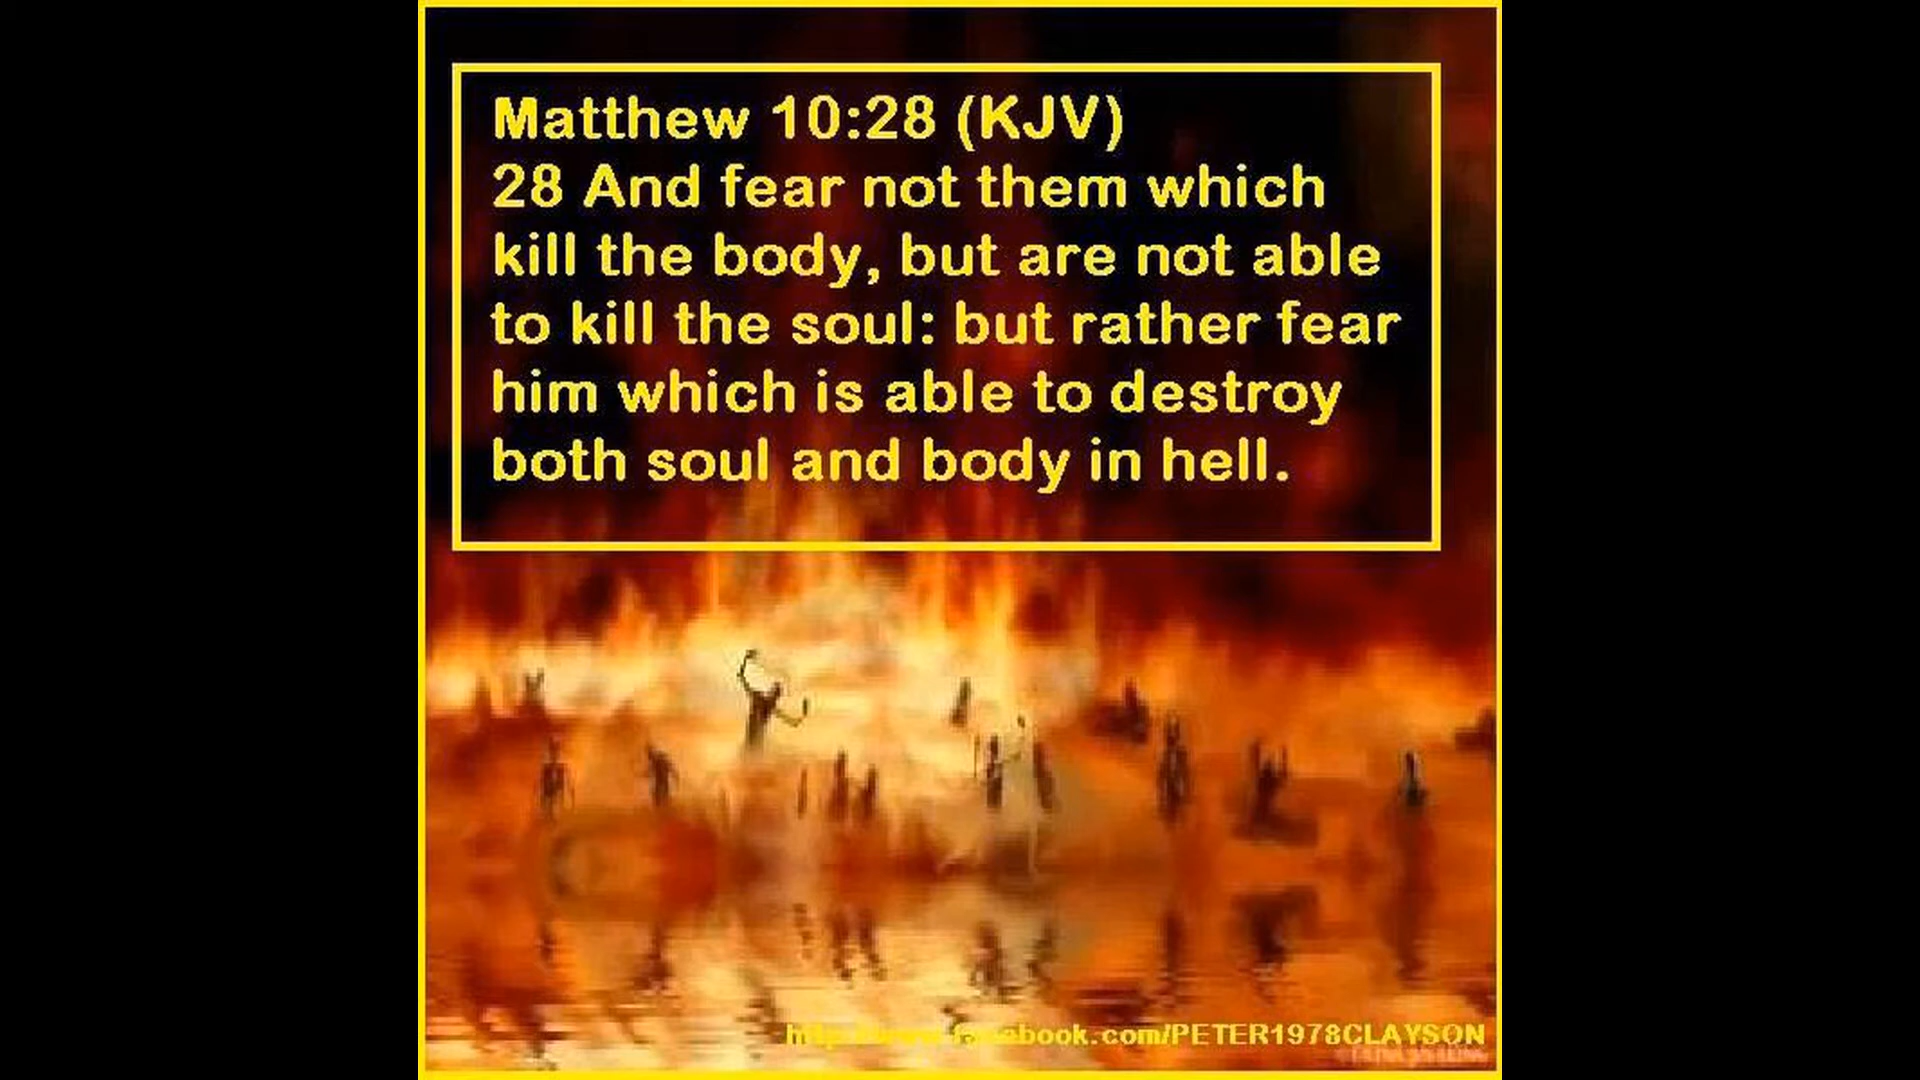 Matthew 10:28 (KJV)
28 And fear not them which
kill the body, but are not able
to kill the soul: but rather fear
him which is able to destroy
both soul and body in hell.
http://www.facebook.com/PETER1978CLAYSON